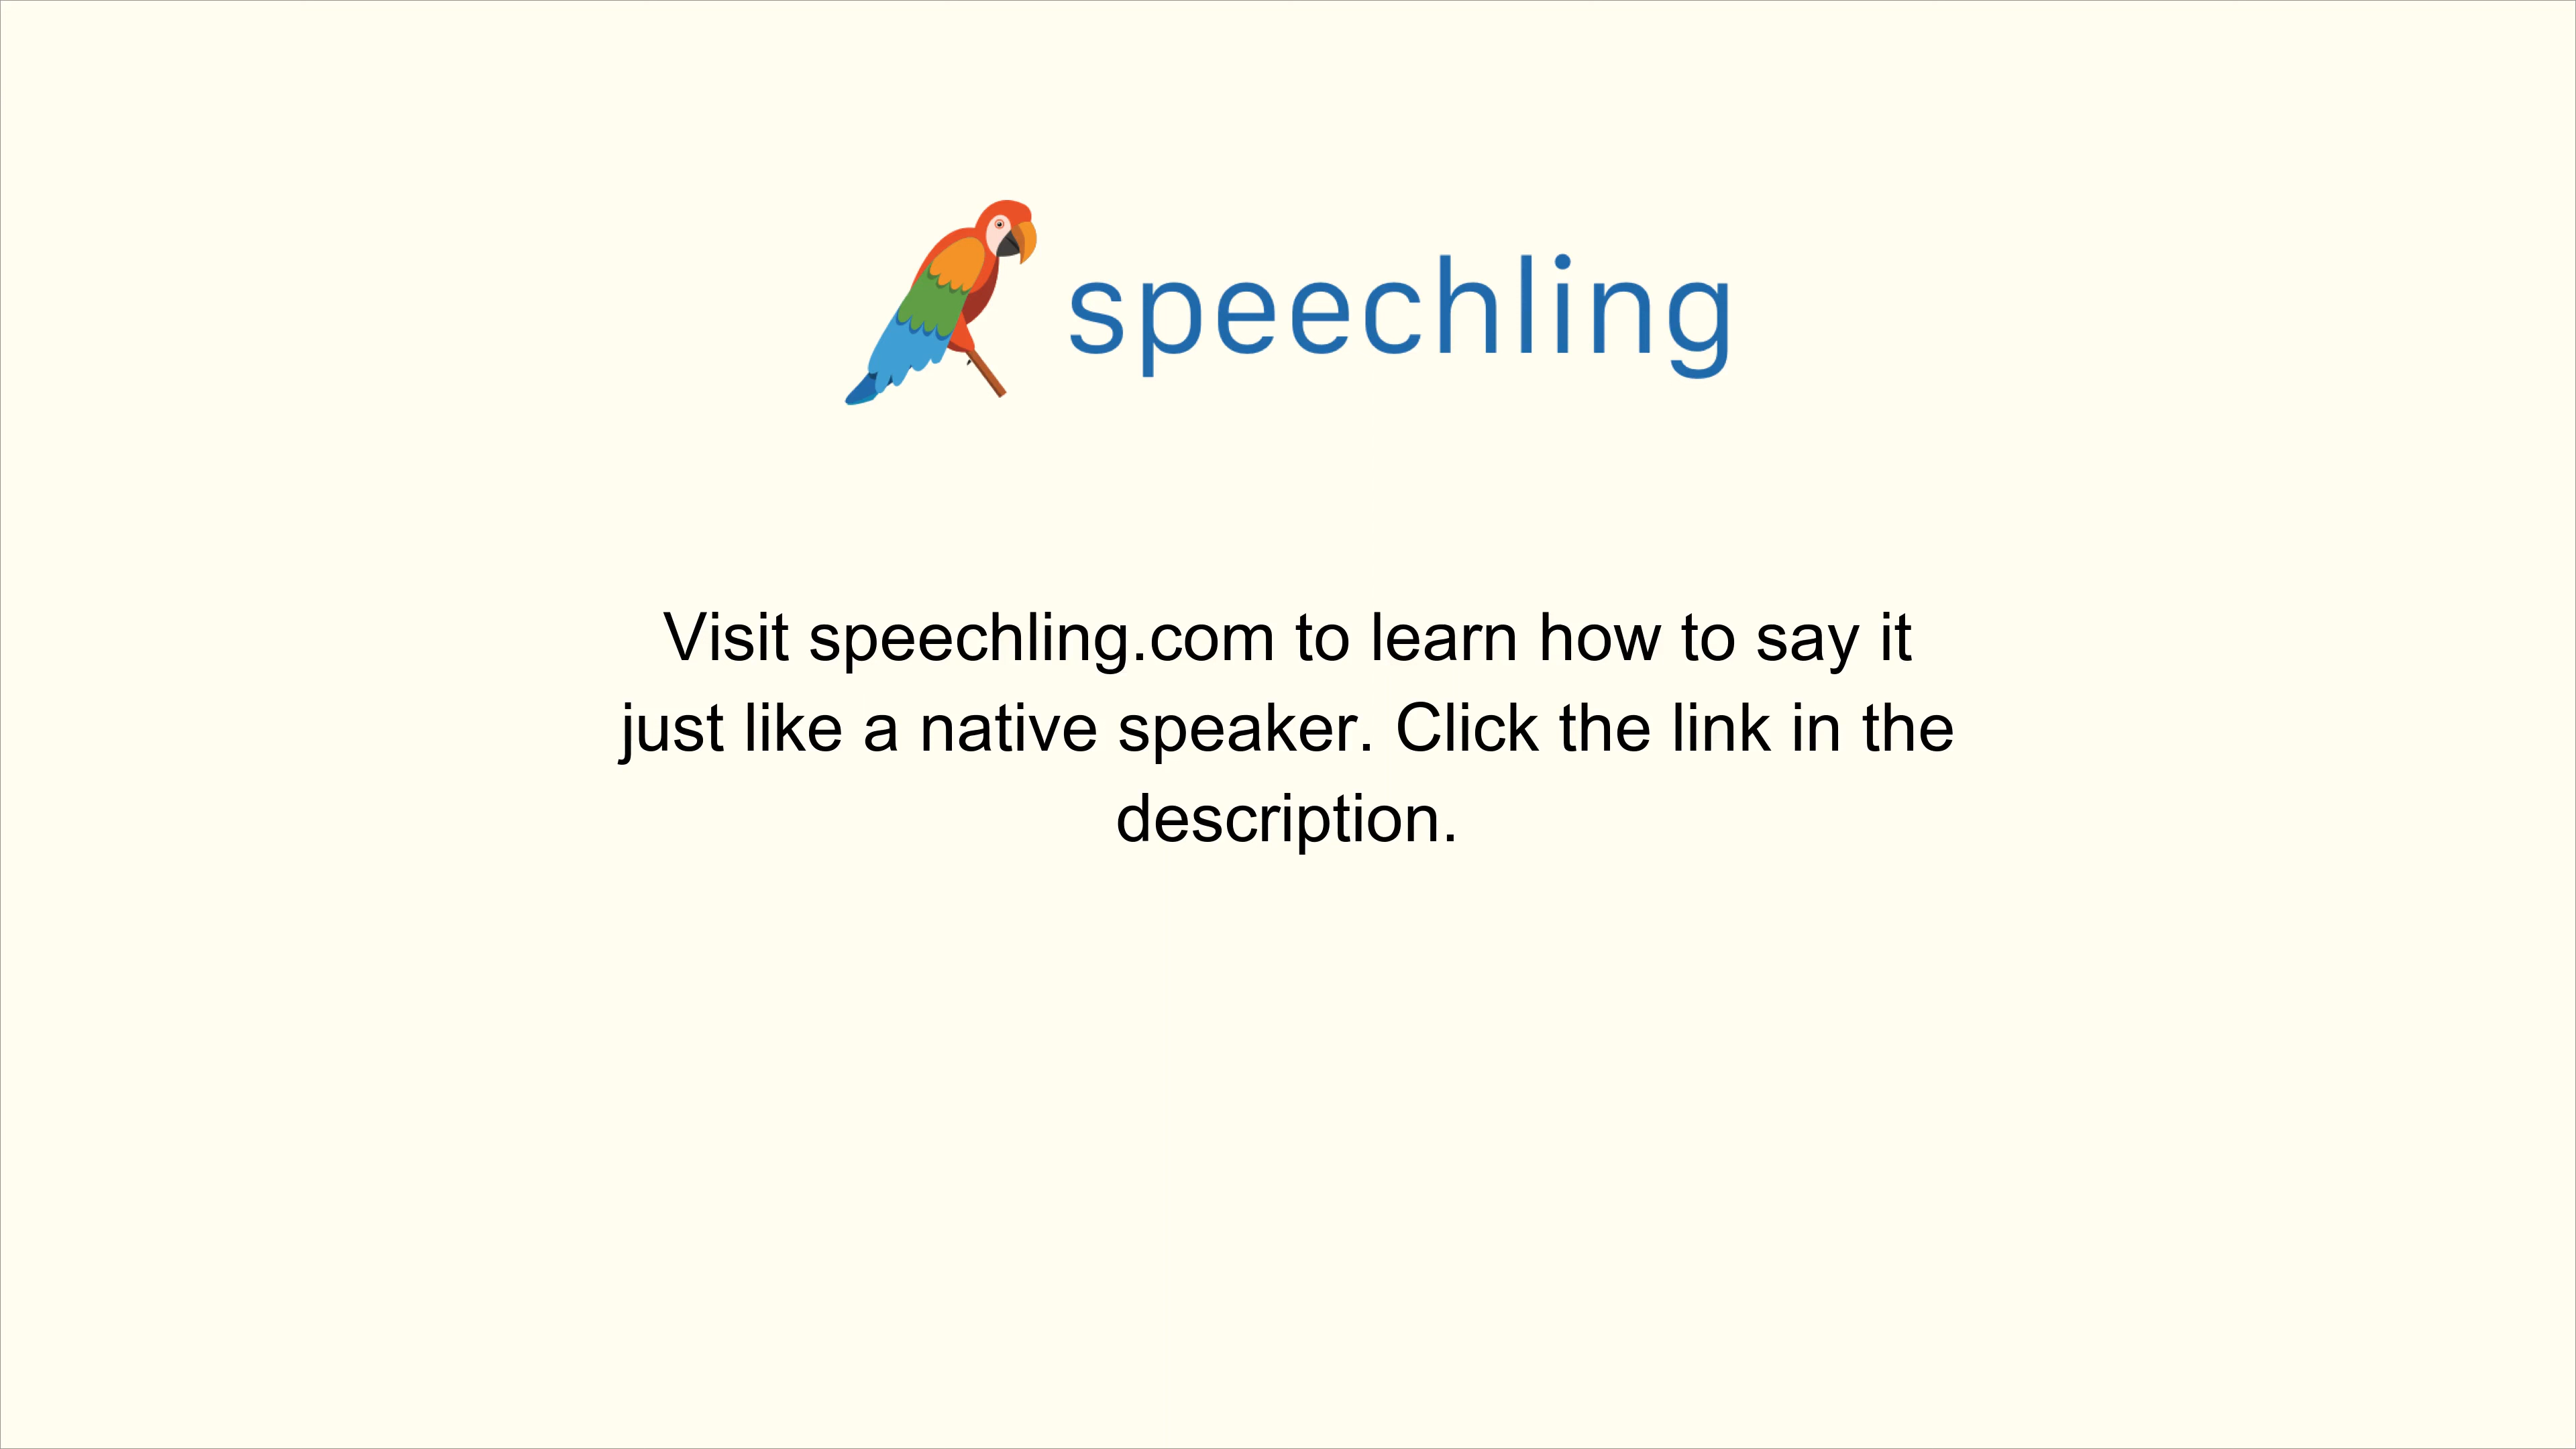 speechling
Visit speechling.com to learn how to say it
just like a native speaker. Click the link in the
description.